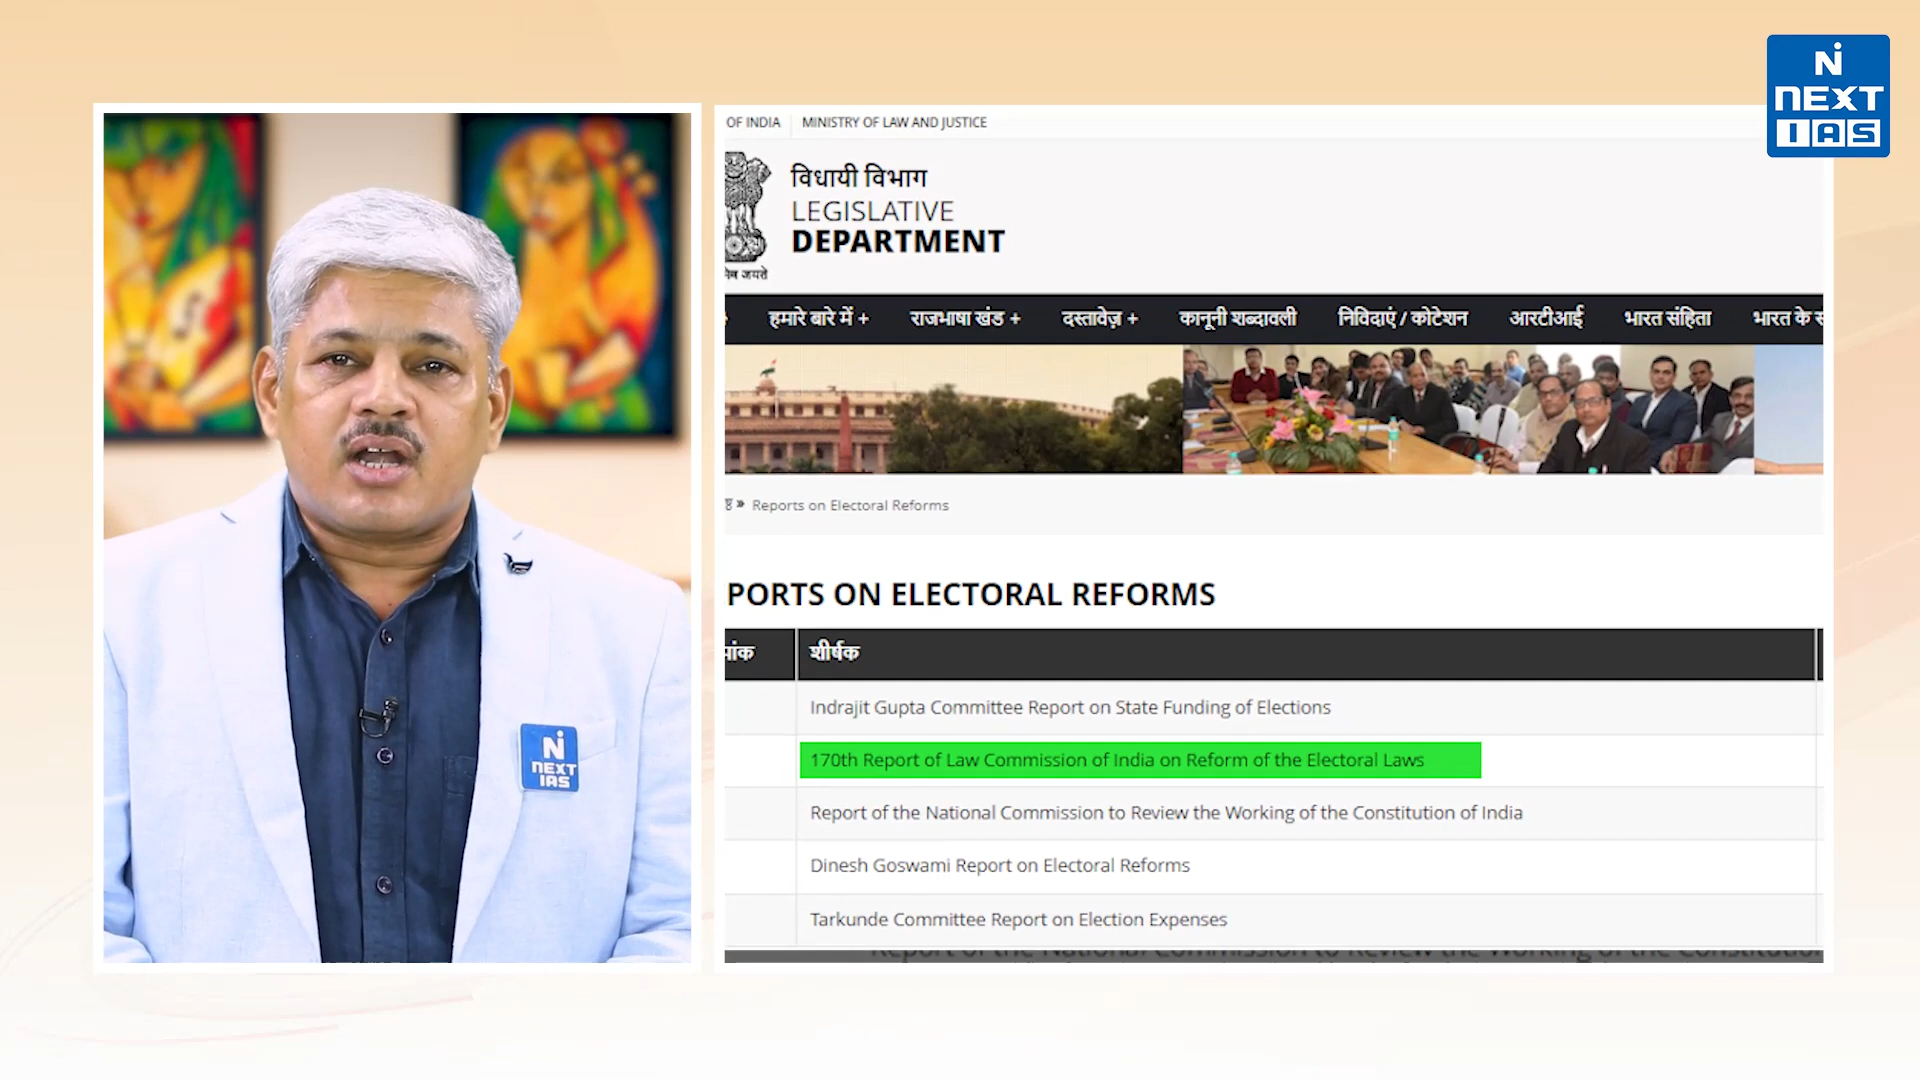 NEXT
IAS
OF INDIA MINISTRY OF LAW AND JUSTICE
विधायी विभाग
LEGISLATIVE
DEPARTMENT
जयते
हमारे बारे में + राजभाषा खंड + दस्तावेज़ + कानूनी शब्दावली निविदाएं / कोटेशन आरटीआई भारत संहिता भारत के
» Reports on Electoral Reforms
PORTS ON ELECTORAL REFORMS
शीर्षक
Indrajit Gupta Committee Report on State Funding of Elections
170th Report of Law Commission of India on Reform of the Electoral Laws
Report of the National Commission to Review the Working of the Constitution of India
Dinesh Goswami Report on Electoral Reforms
Tarkunde Committee Report on Election Expenses
NEXT
IAS